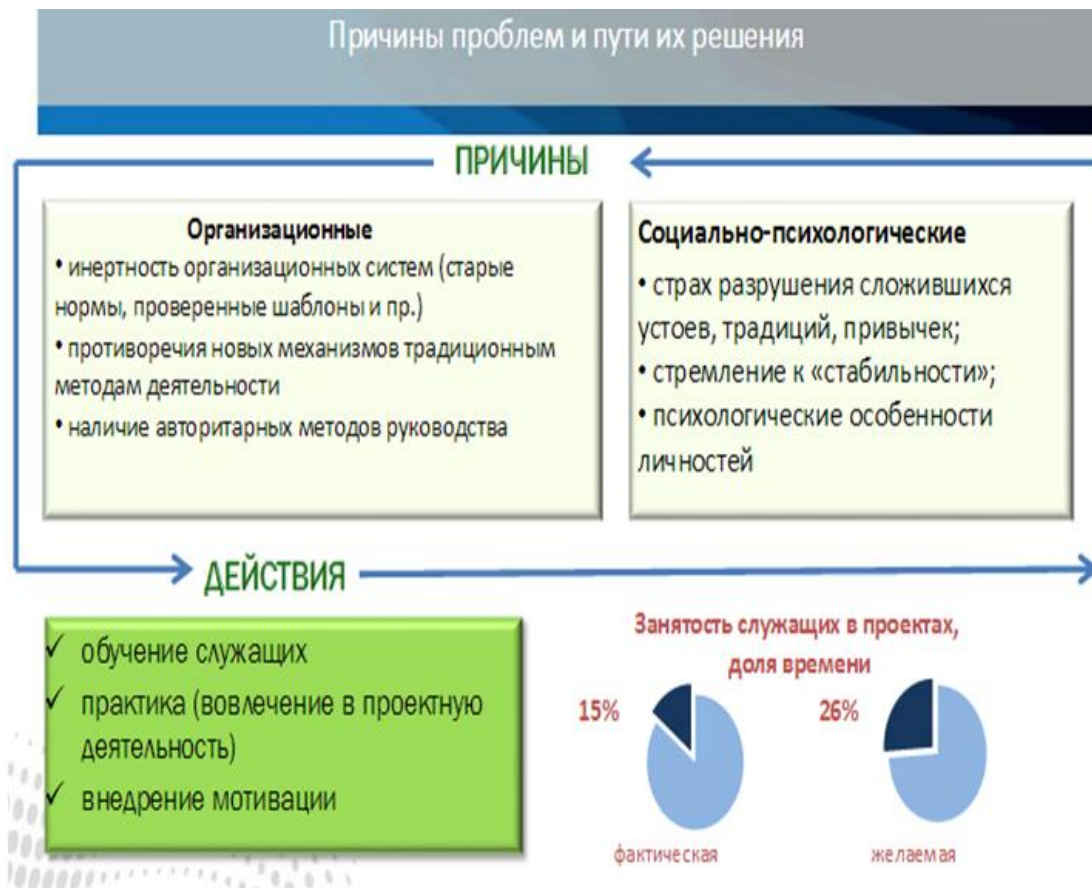 Причины проблем и пути их решения
ПРИЧИНЫ
Организационные
• инертность организационных систем (старые
нормы, проверенные шаблоны и пр.)
• противоречия новых механизмов традиционным
методам деятельности
• наличие авторитарных методов руководства
Социально-психологические
• страх разрушения сложившихся
устоев, традиций, привычек;
• стремление к «стабильности»;
• психологические особенности
личностей
ДЕЙСТВИЯ
✓ обучение служащих
✓ практика (вовлечение в проектную
деятельность)
✓ внедрение мотивации
Занятость служащих в проектах,
доля времени
15%
26%
фактическая
желаемая